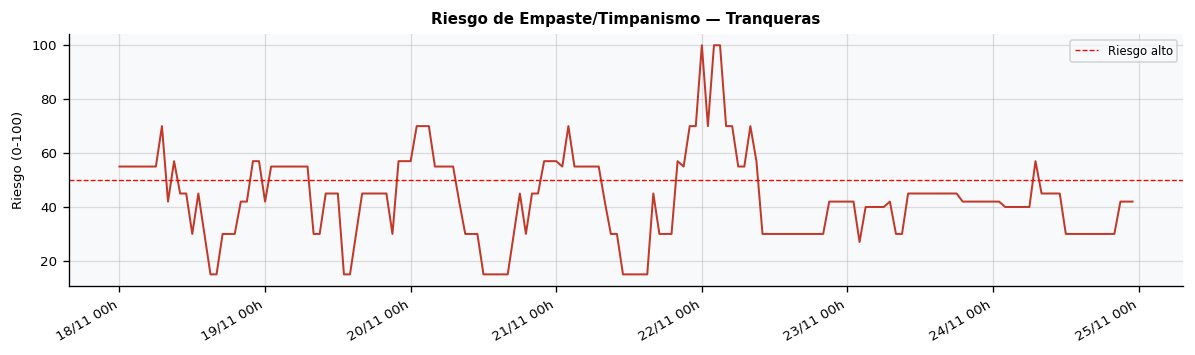 Riesgo de Empaste/Timpanismo — Tranqueras
Riesgo alto
Riesgo (0-100)
100
80
60
40
20
18/11 00h
19/11 00h
20/11 00h
21/11 00h
22/11 00h
23/11 00h
24/11 00h
25/11 00h